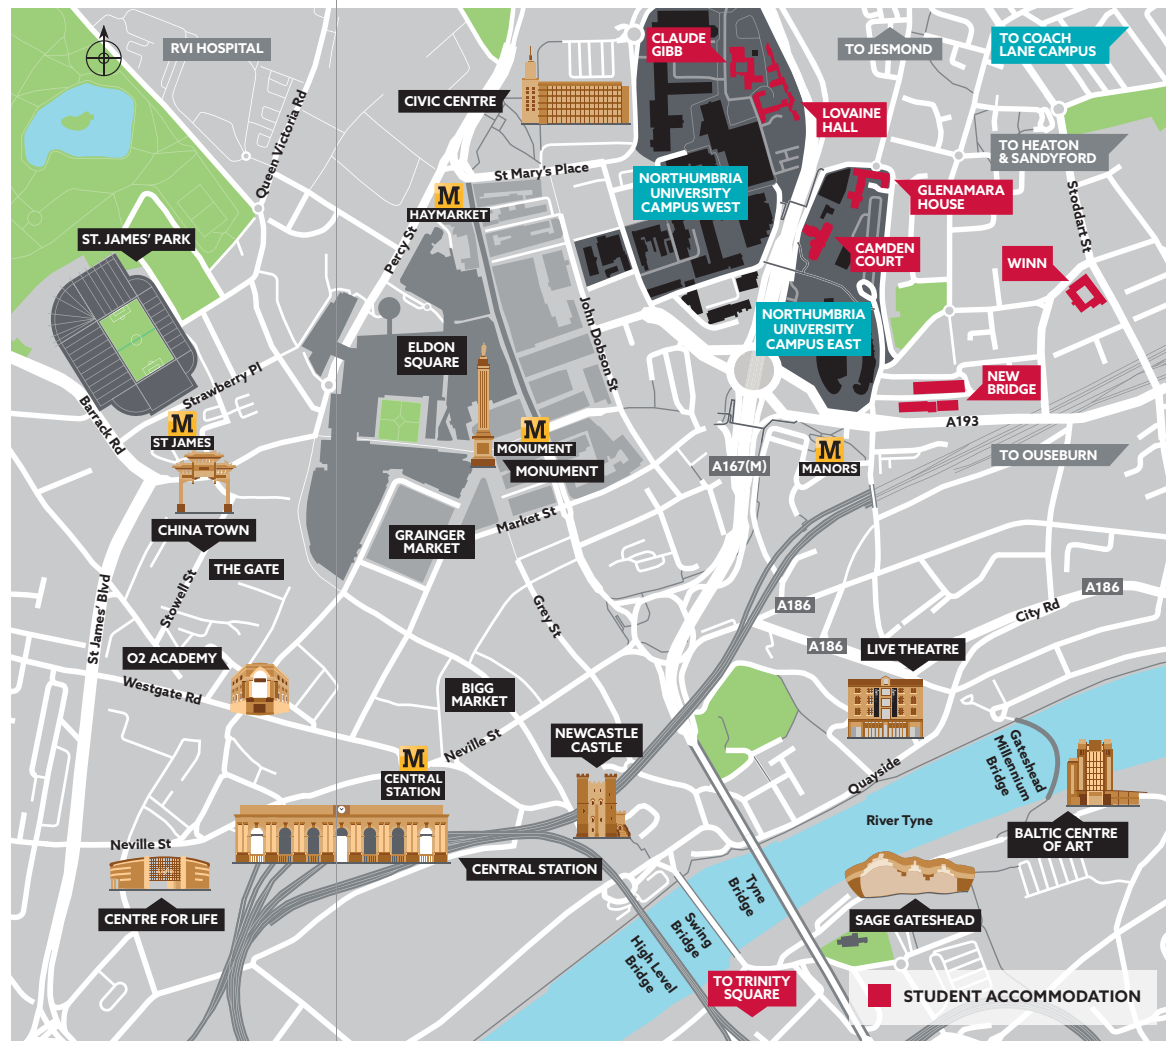 RVI HOSPITAL
CLAUDE
GIBB
TO JESMOND
TO COACH
LANE CAMPUS
CIVIC CENTRE
LOVAINE
HALL
Queen Victoria Rd
St Mary's Place
TO HEATON
& SANDYFORD
NORTHUMBRIA
UNIVERSITY
CAMPUS WEST
M
HAYMARKET
GLENAMARA
HOUSE
Stoddart St
ST. JAMES' PARK
Percy St
CAMDEN
COURT
WINN
John Dobson St
NORTHUMBRIA
UNIVERSITY
CAMPUS EAST
ELDON
SQUARE
Strawberry Pl
NEW
BRIDGE
Barrack Rd
M
ST JAMES
M
MONUMENT
MONUMENT
A193
M
MANORS
A167(M)
TO OUSEBURN
CHINA TOWN
GRAINGER
MARKET
Market St
THE GATE
Stowell St
St James' Blvd
Grey St
A186
A186
City Rd
A186
LIVE THEATRE
O2 ACADEMY
Westgate Rd
BIGG
MARKET
Neville St
NEWCASTLE
CASTLE
M
CENTRAL
STATION
Quayside
Gateshead
Millennium
Bridge
River Tyne
BALTIC CENTRE
OF ART
Neville St
CENTRAL STATION
CENTRE FOR LIFE
Tyne
Bridge
Swing
Bridge
High Level
Bridge
SAGE GATESHEAD
TO TRINITY
SQUARE
STUDENT ACCOMMODATION